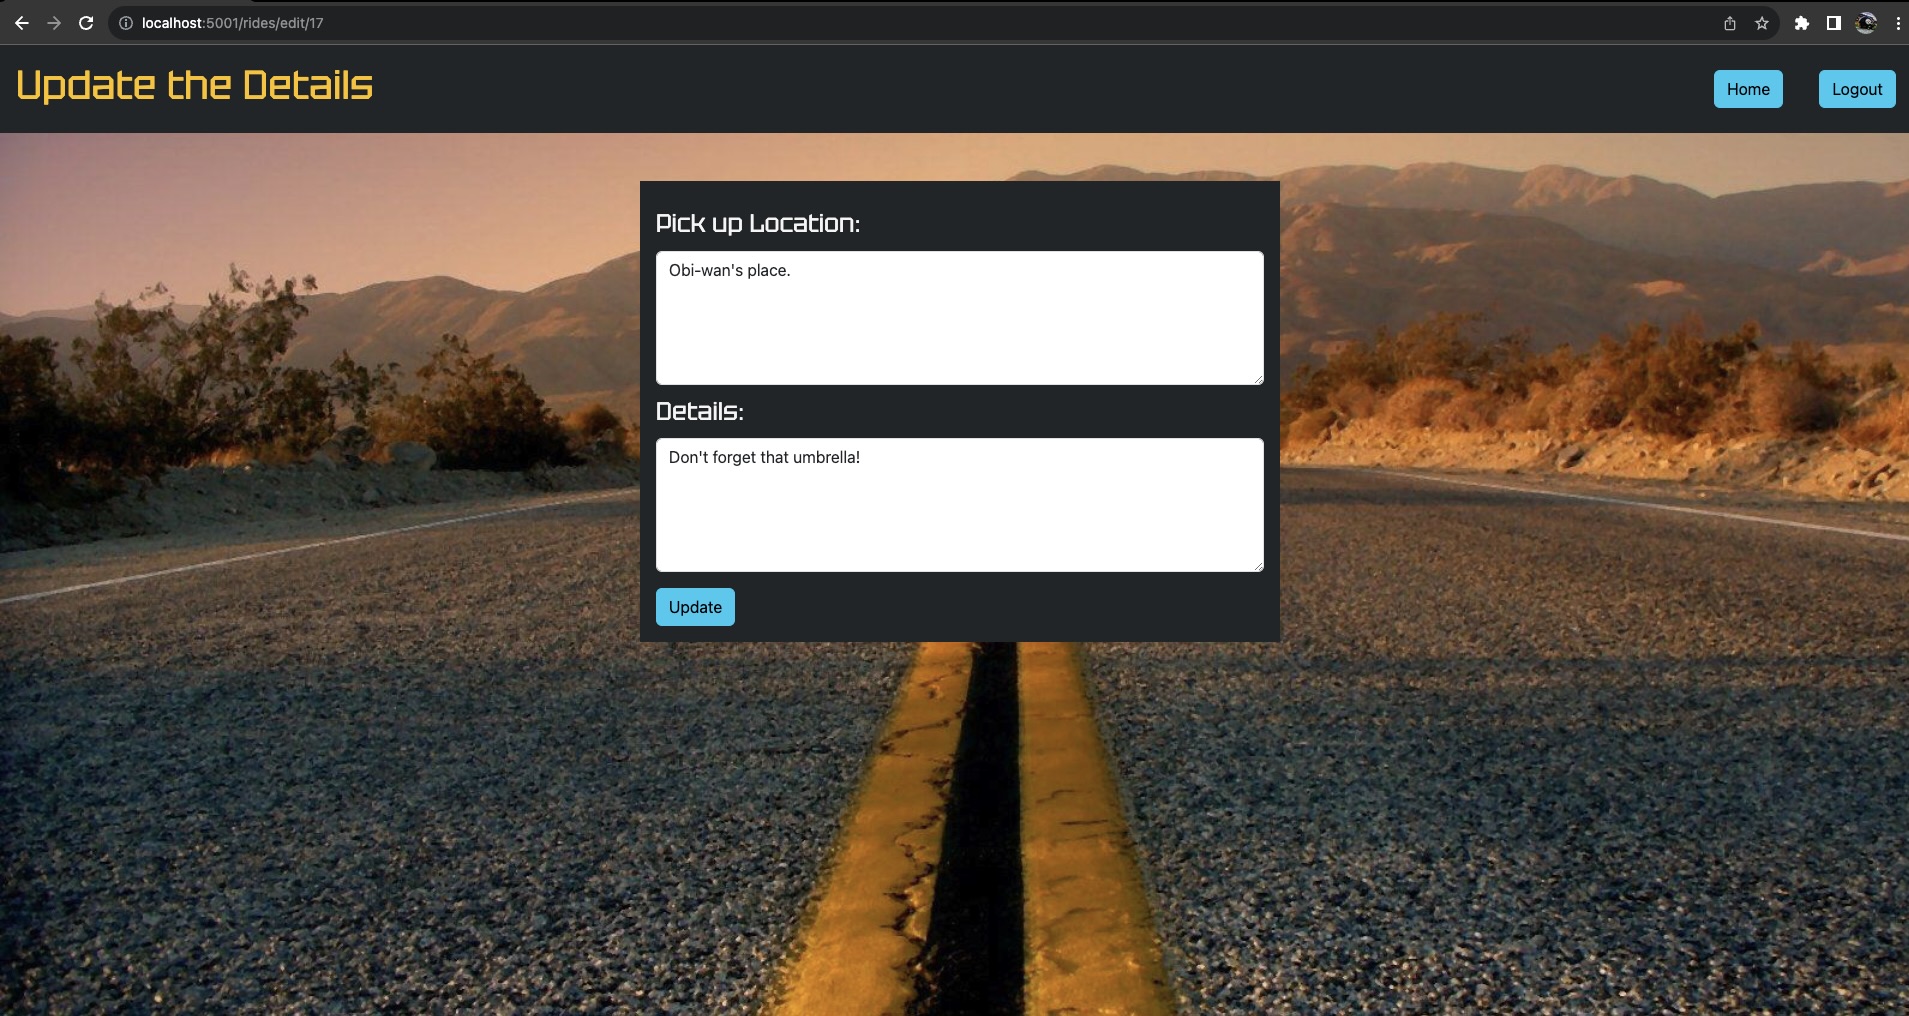 localhost:5001/rides/edit/17
Update the Details
Home
Logout
Pick up Location:
Obi-wan's place.
Details:
Don't forget that umbrella!
Update